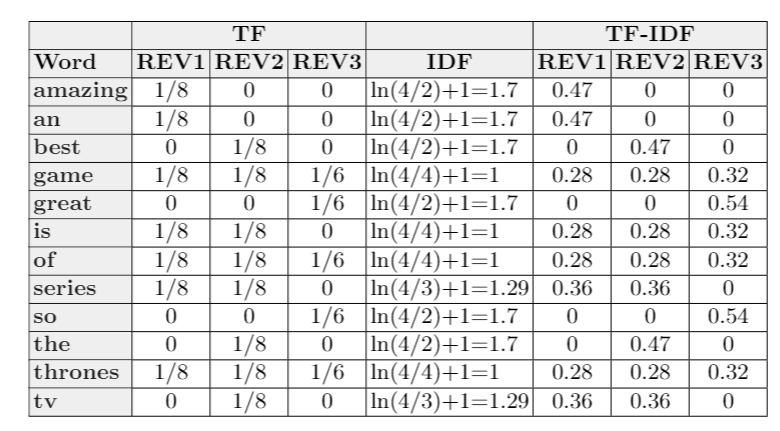 TF TF-IDF
Word REV1 REV2 REV3 IDF REV1 REV2 REV3
amazing 1/8 0 0 ln(4/2)+1=1.7 0.47 0 0
an 1/8 0 0 ln(4/2)+1=1.7 0.47 0 0
best 0 1/8 0 ln(4/2)+1=1.7 0 0.47 0
game 1/8 1/8 1/6 ln(4/4)+1=1 0.28 0.28 0.32
great 0 0 1/6 ln(4/2)+1=1.7 0 0 0.54
is 1/8 1/8 0 ln(4/4)+1=1 0.28 0.28 0.32
of 1/8 1/8 1/6 ln(4/4)+1=1 0.28 0.28 0.32
series 1/8 1/8 0 ln(4/3)+1=1.29 0.36 0.36 0
so 0 0 1/6 ln(4/2)+1=1.7 0 0 0.54
the 0 1/8 0 ln(4/2)+1=1.7 0 0.47 0
thrones 1/8 1/8 1/6 ln(4/4)+1=1 0.28 0.28 0.32
tv 0 1/8 0 ln(4/3)+1=1.29 0.36 0.36 0